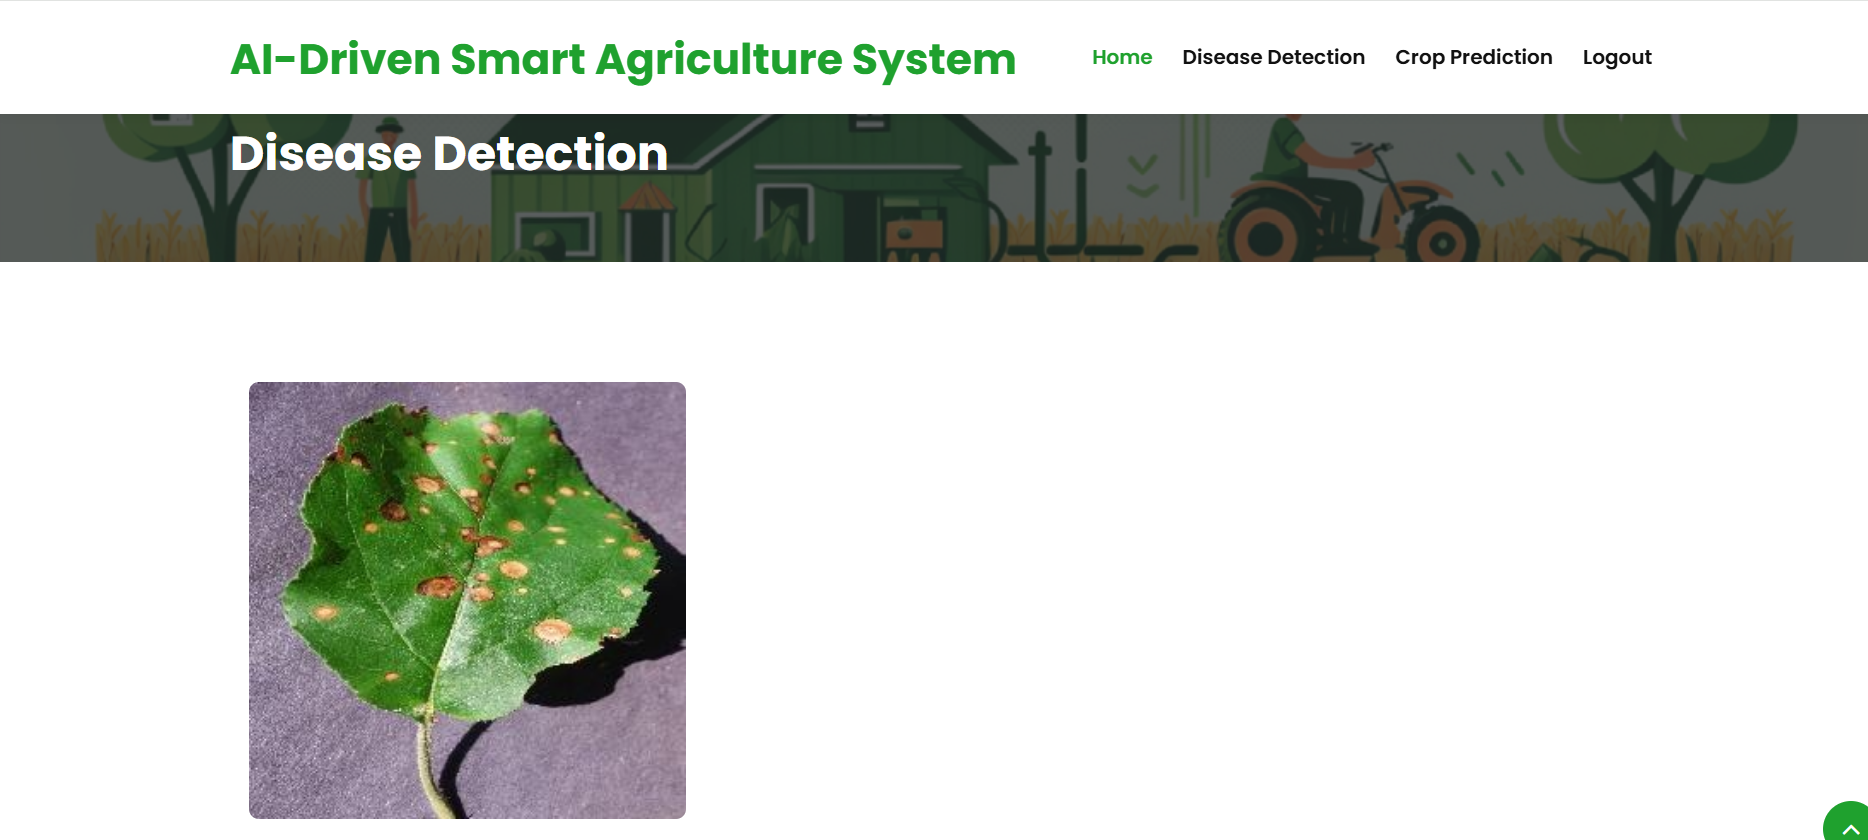 AI-Driven Smart Agriculture System
Home Disease Detection Crop Prediction Logout
Disease Detection